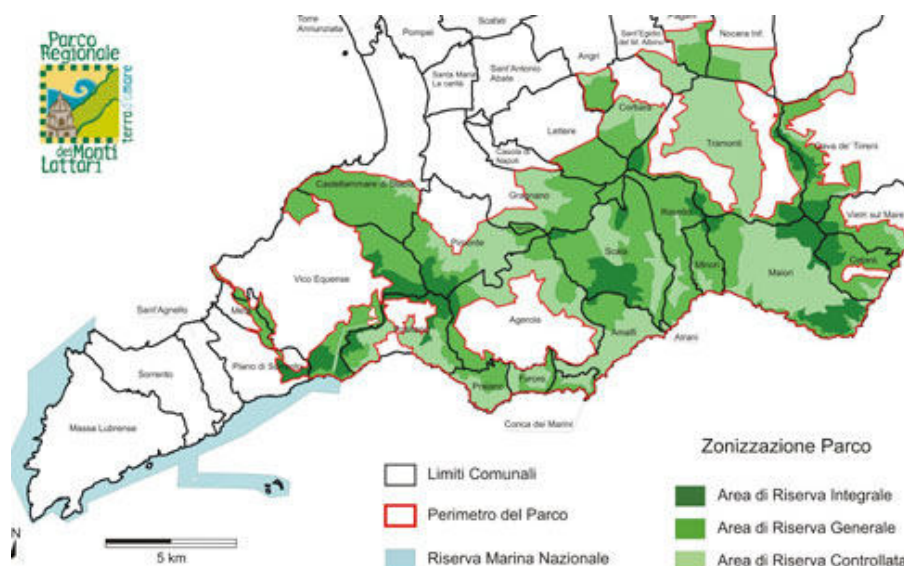 Parco
Regionale
dei Monti
Lattari
terra di mare
Torre
Annunziata
Pompei
Scafati
Santa Maria
La carità
Sant'Antonio
Abate
Angri
Sant'Egidio
del M. Albino
Pagani
Nocera Inf.
Corbara
Lettere
Casola di
Napoli
Tramonti
Cava de' Tirreni
Castellammare di Stabia
Gragnano
Ravello
Vietri sul Mare
Pimonte
Scala
Minori
Maiori
Cetara
Vico Equense
Sant'Agnello
Meta
Agerola
Amalfi
Atrani
Sorrento
Piano di Sorrento
Positano
Praiano
Furore
Massa Lubrense
Conca dei Marini
N
5 km
Limiti Comunali
Perimetro del Parco
Riserva Marina Nazionale
Zonizzazione Parco
Area di Riserva Integrale
Area di Riserva Generale
Area di Riserva Controllata